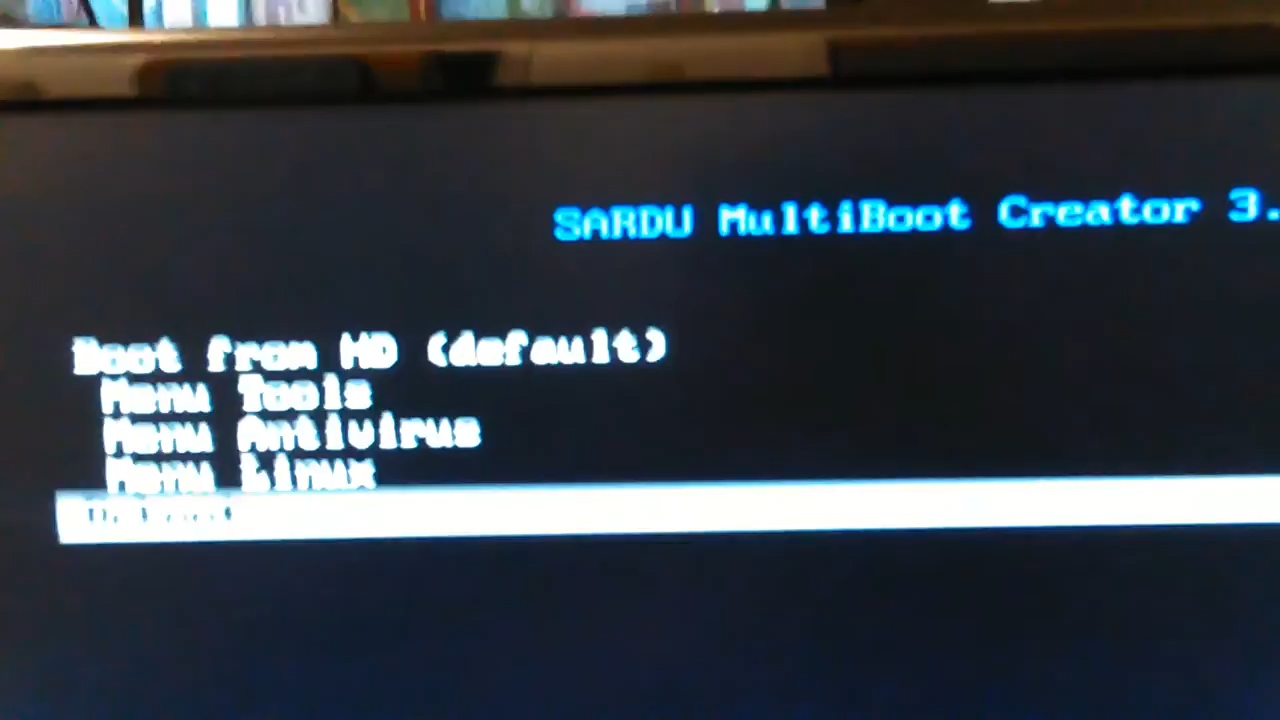 SARDU MultiBoot Creator 3.
Boot from HD (default)
Menu Tools
Menu Antivirus
Menu Linux